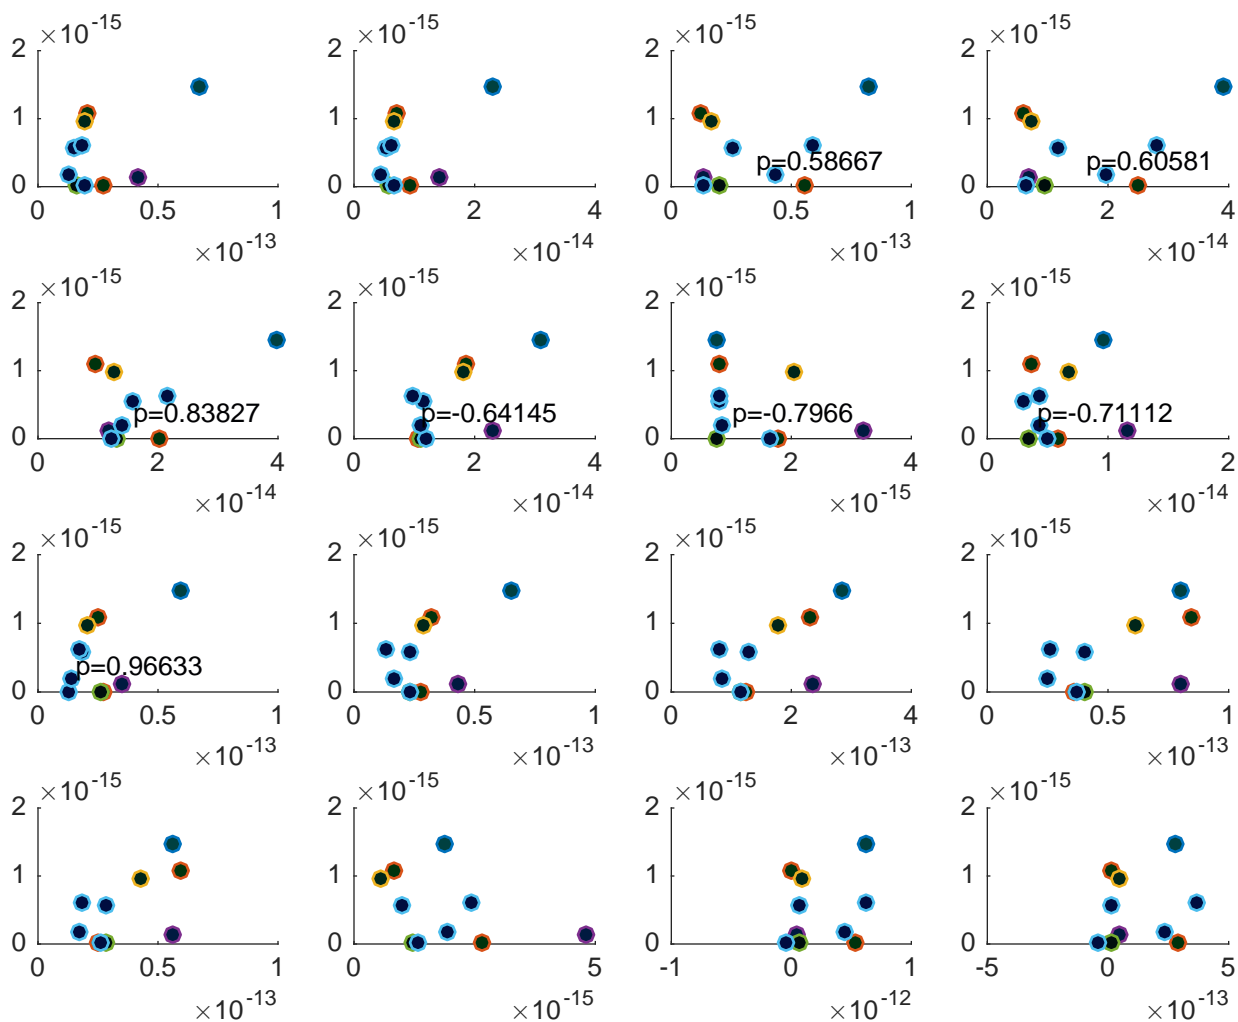 ×10-15 ×10-15 ×10-15 ×10-15
2 2 2 2
1 1 1 1
p=0.58667 p=0.60581
0 0 0 0
0 0.5 1 0 2 4 0 0.5 1 0 2 4
×10-13 ×10-14 ×10-13 ×10-14
×10-15 ×10-15 ×10-15 ×10-15
2 2 2 2
1 1 1 1
p=0.83827 p=-0.64145 p=-0.7966 p=-0.71112
0 0 0 0
0 2 4 0 2 4 0 2 4 0 1 2
×10-14 ×10-14 ×10-15 ×10-14
×10-15 ×10-15 ×10-15 ×10-15
2 2 2 2
1 1 1 1
p=0.96633
0 0 0 0
0 0.5 1 0 0.5 1 0 2 4 0 0.5 1
×10-13 ×10-13 ×10-13 ×10-13
×10-15 ×10-15 ×10-15 ×10-15
2 2 2 2
1 1 1 1
0 0 0 0
0 0.5 1 0 5 -1 0 1 -5 0 5
×10-13 ×10-15 ×10-12 ×10-13